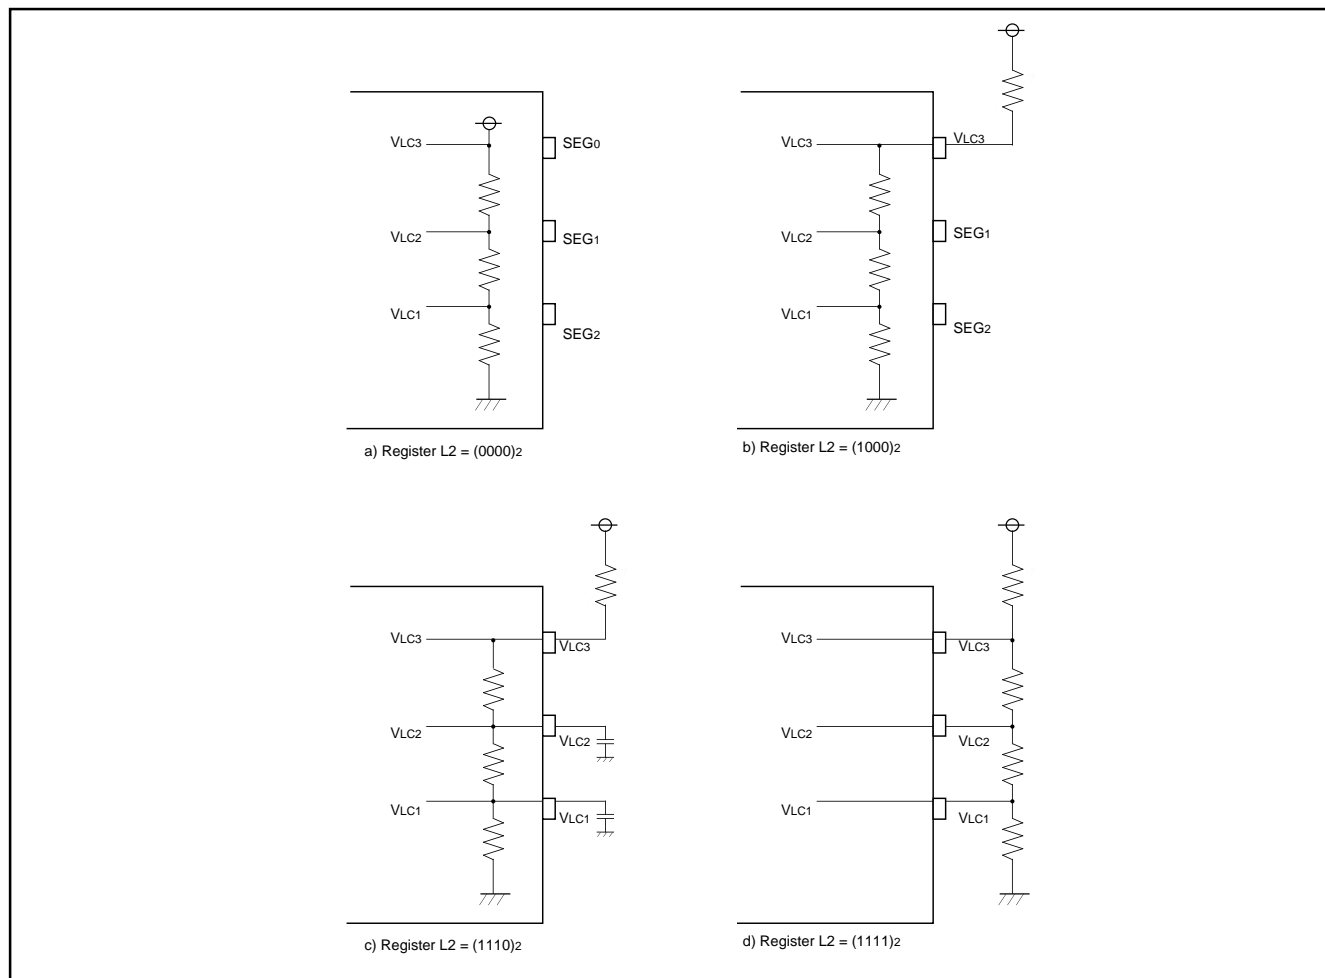 VLC3
SEG0
VLC2
SEG1
VLC1
SEG2
a) Register L2 = (0000)2
VLC3
VLC3
VLC2
SEG1
VLC1
SEG2
b) Register L2 = (1000)2
VLC3
VLC3
VLC2
VLC2
VLC1
VLC1
c) Register L2 = (1110)2
VLC3
VLC3
VLC2
VLC2
VLC1
VLC1
d) Register L2 = (1111)2